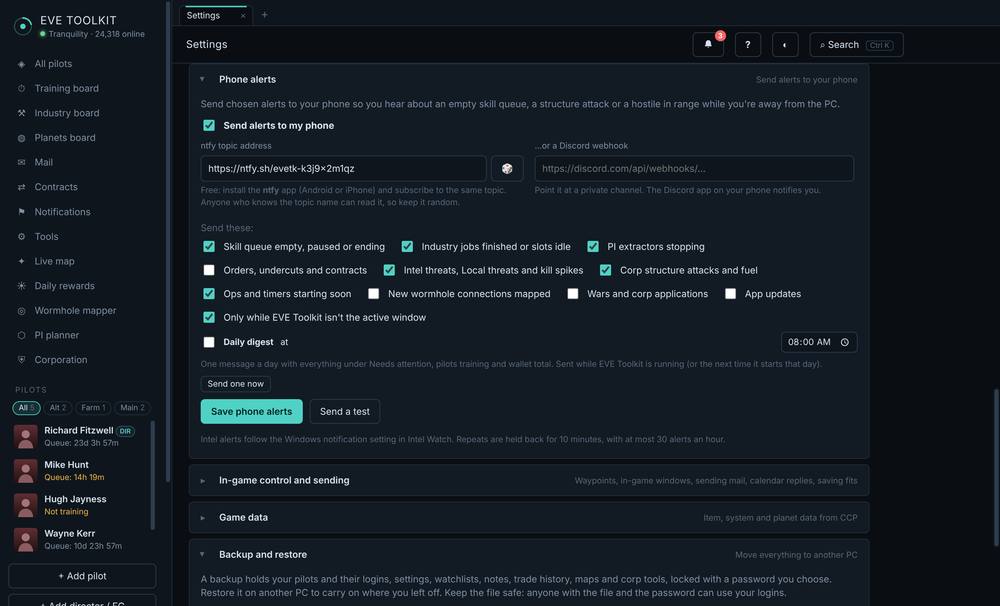 EVE TOOLKIT
Tranquility · 24,318 online
All pilots
Training board
Industry board
Planets board
Mail
Contracts
Notifications
Tools
Live map
Daily rewards
Wormhole mapper
PI planner
Corporation
PILOTS
All 5 Alt 2 Farm 1 Main 2
Richard Fitzwell DIR
Queue: 23d 3h 57m
Mike Hunt
Queue: 14h 19m
Hugh Jayness
Not training
Wayne Kerr
Queue: 10d 23h 57m
+ Add pilot
+ Add director / FC
Settings × +
Settings
3 ? Search Ctrl K
Phone alerts Send alerts to your phone
Send chosen alerts to your phone so you hear about an empty skill queue, a structure attack or a hostile in range while you're away from the PC.
Send alerts to my phone
ntfy topic address ...or a Discord webhook
https://ntfy.sh/evetk-k3j9×2m1qz https://discord.com/api/webhooks/...
Free: install the ntfy app (Android or iPhone) and subscribe to the same topic. Point it at a private channel. The Discord app on your phone notifies you.
Anyone who knows the topic name can read it, so keep it random.
Send these:
Skill queue empty, paused or ending Industry jobs finished or slots idle PI extractors stopping
Orders, undercuts and contracts Intel threats, Local threats and kill spikes Corp structure attacks and fuel
Ops and timers starting soon New wormhole connections mapped Wars and corp applications App updates
Only while EVE Toolkit isn't the active window
Daily digest at 08:00 AM
One message a day with everything under Needs attention, pilots training and wallet total. Sent while EVE Toolkit is running (or the next time it starts that day).
Send one now
Save phone alerts Send a test
Intel alerts follow the Windows notification setting in Intel Watch. Repeats are held back for 10 minutes, with at most 30 alerts an hour.
In-game control and sending Waypoints, in-game windows, sending mail, calendar replies, saving fits
Game data Item, system and planet data from CCP
Backup and restore Move everything to another PC
A backup holds your pilots and their logins, settings, watchlists, notes, trade history, maps and corp tools, locked with a password you choose.
Restore it on another PC to carry on where you left off. Keep the file safe: anyone with the file and the password can use your logins.